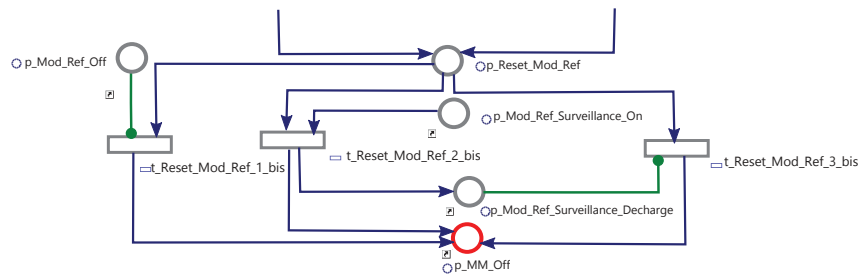 p_Mod_Ref_Off
p_Reset_Mod_Ref
p_Mod_Ref_Surveillance_On
t_Reset_Mod_Ref_1_bis
t_Reset_Mod_Ref_2_bis
t_Reset_Mod_Ref_3_bis
p_Mod_Ref_Surveillance_Decharge
p_MM_Off